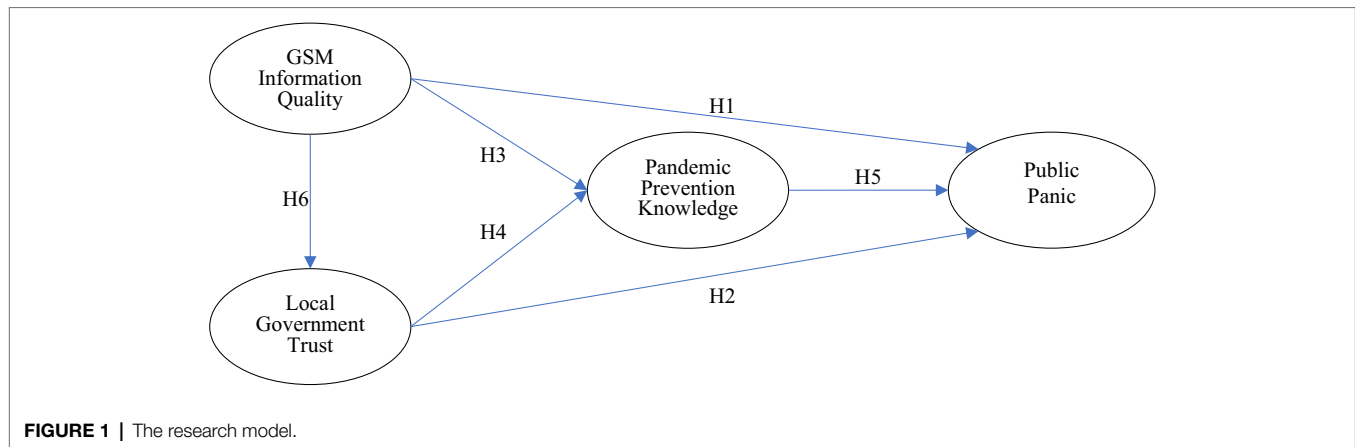 GSM
Information
Quality
H1
H3
Pandemic
Prevention
Knowledge
H5
Public
Panic
H6
H4
Local
Government
Trust
H2
FIGURE 1 | The research model.